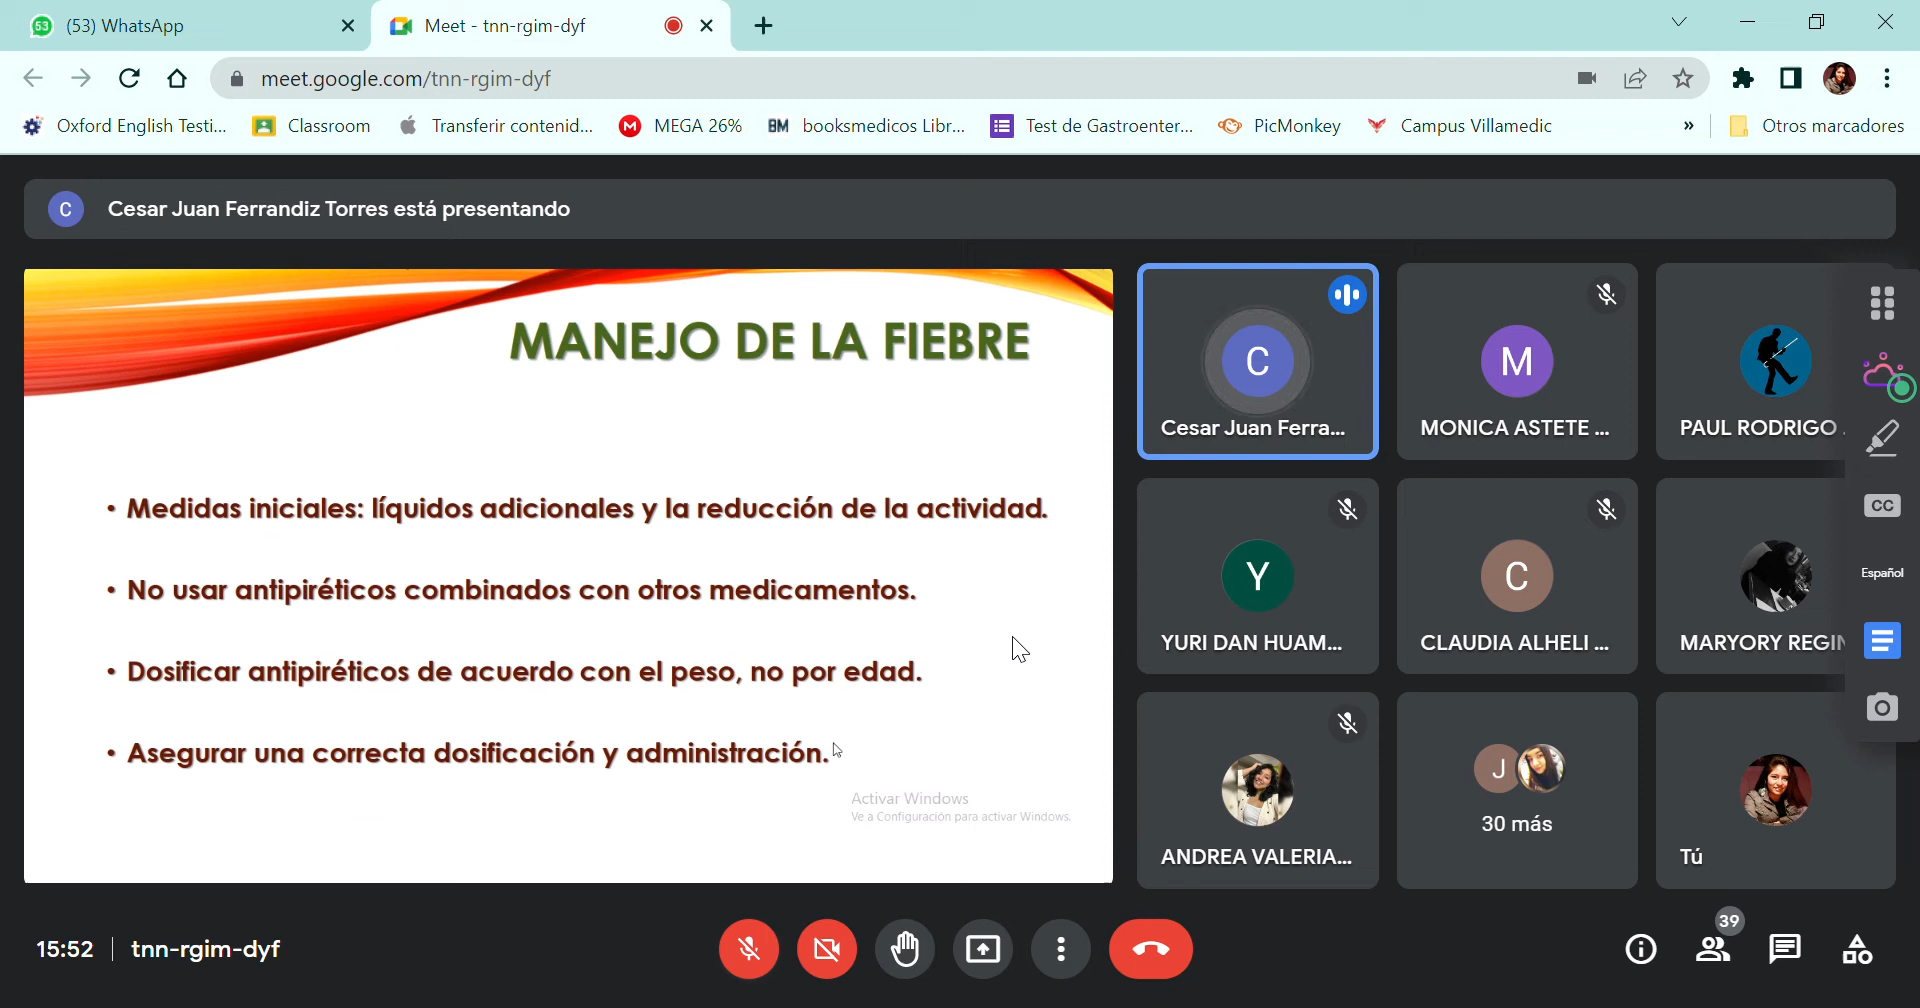 53
(53) WhatsApp
Meet - tnn-rgim-dyf
meet.google.com/tnn-rgim-dyf
Oxford English Testi...
Classroom
Transferir contenid...
M
MEGA 26%
BM
booksmedicos Libr...
Test de Gastroenter...
PicMonkey
Campus Villamedic
»
Otros marcadores
C
Cesar Juan Ferrandiz Torres está presentando
MANEJO DE LA FIEBRE
• Medidas iniciales: líquidos adicionales y la reducción de la actividad.
• No usar antipiréticos combinados con otros medicamentos.
• Dosificar antipiréticos de acuerdo con el peso, no por edad.
• Asegurar una correcta dosificación y administración.
Activar Windows
Ve a Configuración para activar Windows.
C
Cesar Juan Ferra...
M
MONICA ASTETE ...
PAUL RODRIGO
Y
YURI DAN HUAM...
C
CLAUDIA ALHELI ...
MARYORY REGIN
ANDREA VALERIA...
J
30 más
Tú
CC
Español
15:52
tnn-rgim-dyf
39